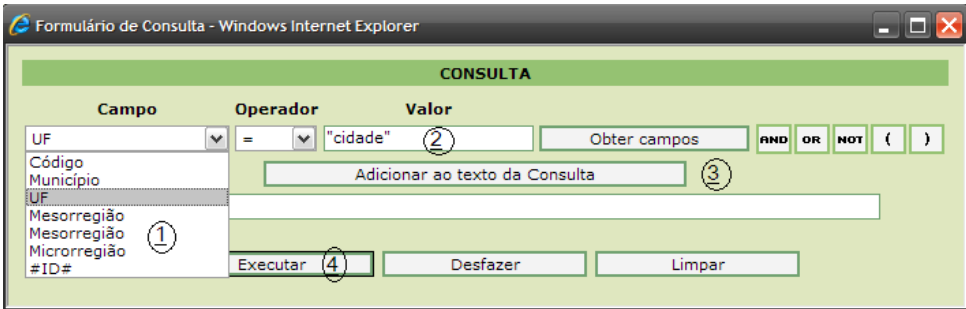 Formulário de Consulta - Windows Internet Explorer
CONSULTA
Campo Operador Valor
UF = "cidade" 2 Obter campos AND OR NOT ( )
Código
Município
Adicionar ao texto da Consulta 3
UF
Mesorregião
Mesorregião 1
Microrregião
#ID#
Executar 4 Desfazer Limpar